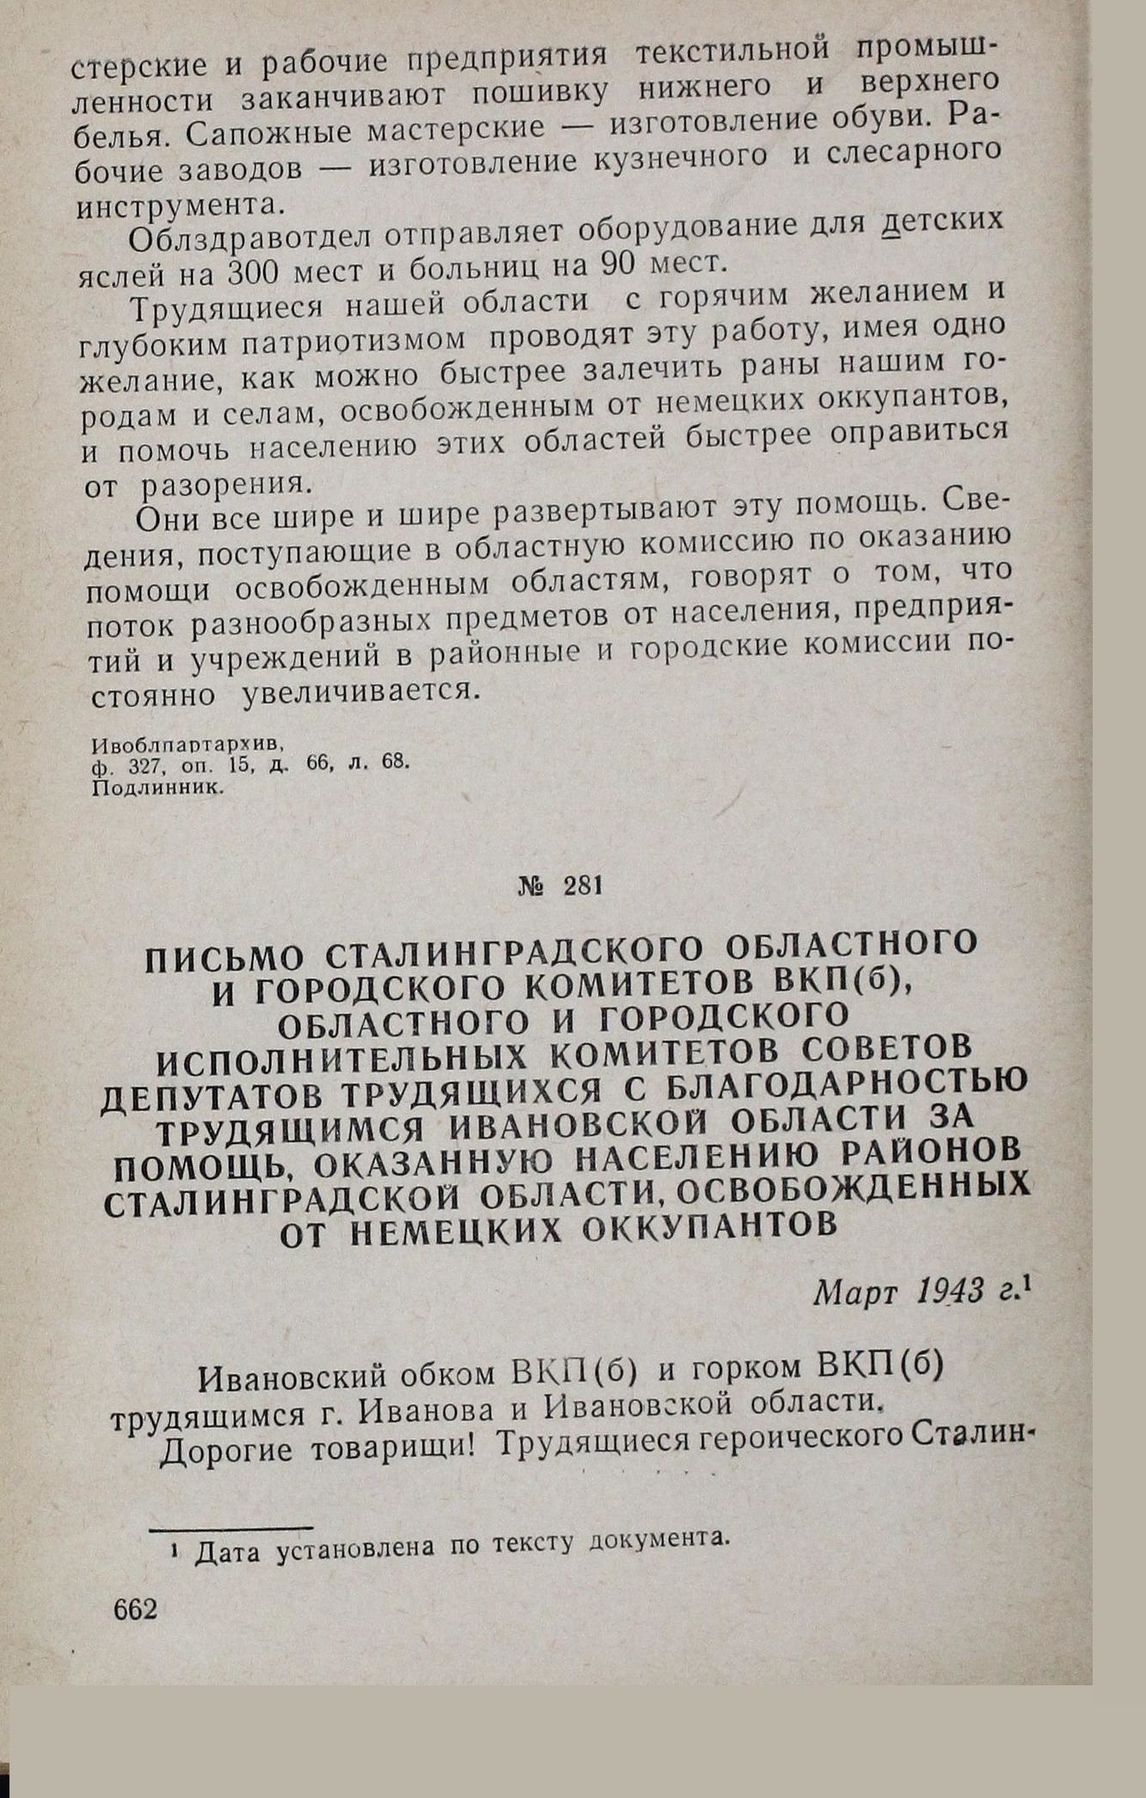 стерские и рабочие предприятия текстильной промыш-
ленности заканчивают пошивку нижнего и верхнего
белья. Сапожные мастерские — изготовление обуви. Ра-
бочие заводов — изготовление кузнечного и слесарного
инструмента.
Облздравотдел отправляет оборудование для детских
яслей на 300 мест и больниц на 90 мест.
Трудящиеся нашей области с горячим желанием и
глубоким патриотизмом проводят эту работу, имея одно
желание, как можно быстрее залечить раны нашим го-
родам и селам, освобожденным от немецких оккупантов,
и помочь населению этих областей быстрее оправиться
от разорения.
Они все шире и шире развертывают эту помощь. Све-
дения, поступающие в областную комиссию по оказанию
помощи освобожденным областям, говорят о том, что
поток разнообразных предметов от населения, предприя-
тий и учреждений в районные и городские комиссии по-
стоянно увеличивается.
Ивоблпартархив,
ф. 327, оп. 15, д. 66, л. 68.
Подлинник.
№ 281
ПИСЬМО СТАЛИНГРАДСКОГО ОБЛАСТНОГО
И ГОРОДСКОГО КОМИТЕТОВ ВКП(б),
ОБЛАСТНОГО И ГОРОДСКОГО
ИСПОЛНИТЕЛЬНЫХ КОМИТЕТОВ СОВЕТОВ
ДЕПУТАТОВ ТРУДЯЩИХСЯ С БЛАГОДАРНОСТЬЮ
ТРУДЯЩИМСЯ ИВАНОВСКОЙ ОБЛАСТИ ЗА
ПОМОЩЬ, ОКАЗАННУЮ НАСЕЛЕНИЮ РАЙОНОВ
СТАЛИНГРАДСКОЙ ОБЛАСТИ, ОСВОБОЖДЕННЫХ
ОТ НЕМЕЦКИХ ОККУПАНТОВ
Март 1943 г.¹
Ивановский обком ВКП(б) и горком ВКП(б)
трудящимся г. Иванова и Ивановской области.
Дорогие товарищи! Трудящиеся героического Сталин-
¹ Дата установлена по тексту документа.
662